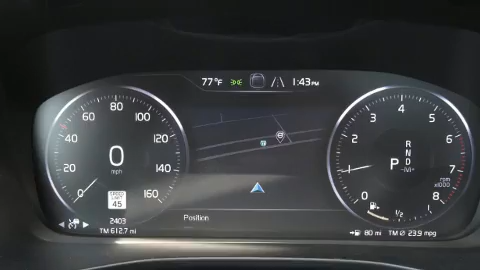 77°F 1:43PM
0 20 40 60 80 100 120 140 160
0
mph
SPEED
LIMIT
45
2403
TM 612.7 mi
Position
0 1 2 3 4 5 6 7 8
R
N
D
P
-M+
rpm
x1000
1/2
80 mi
TM Ø 23.9 mpg